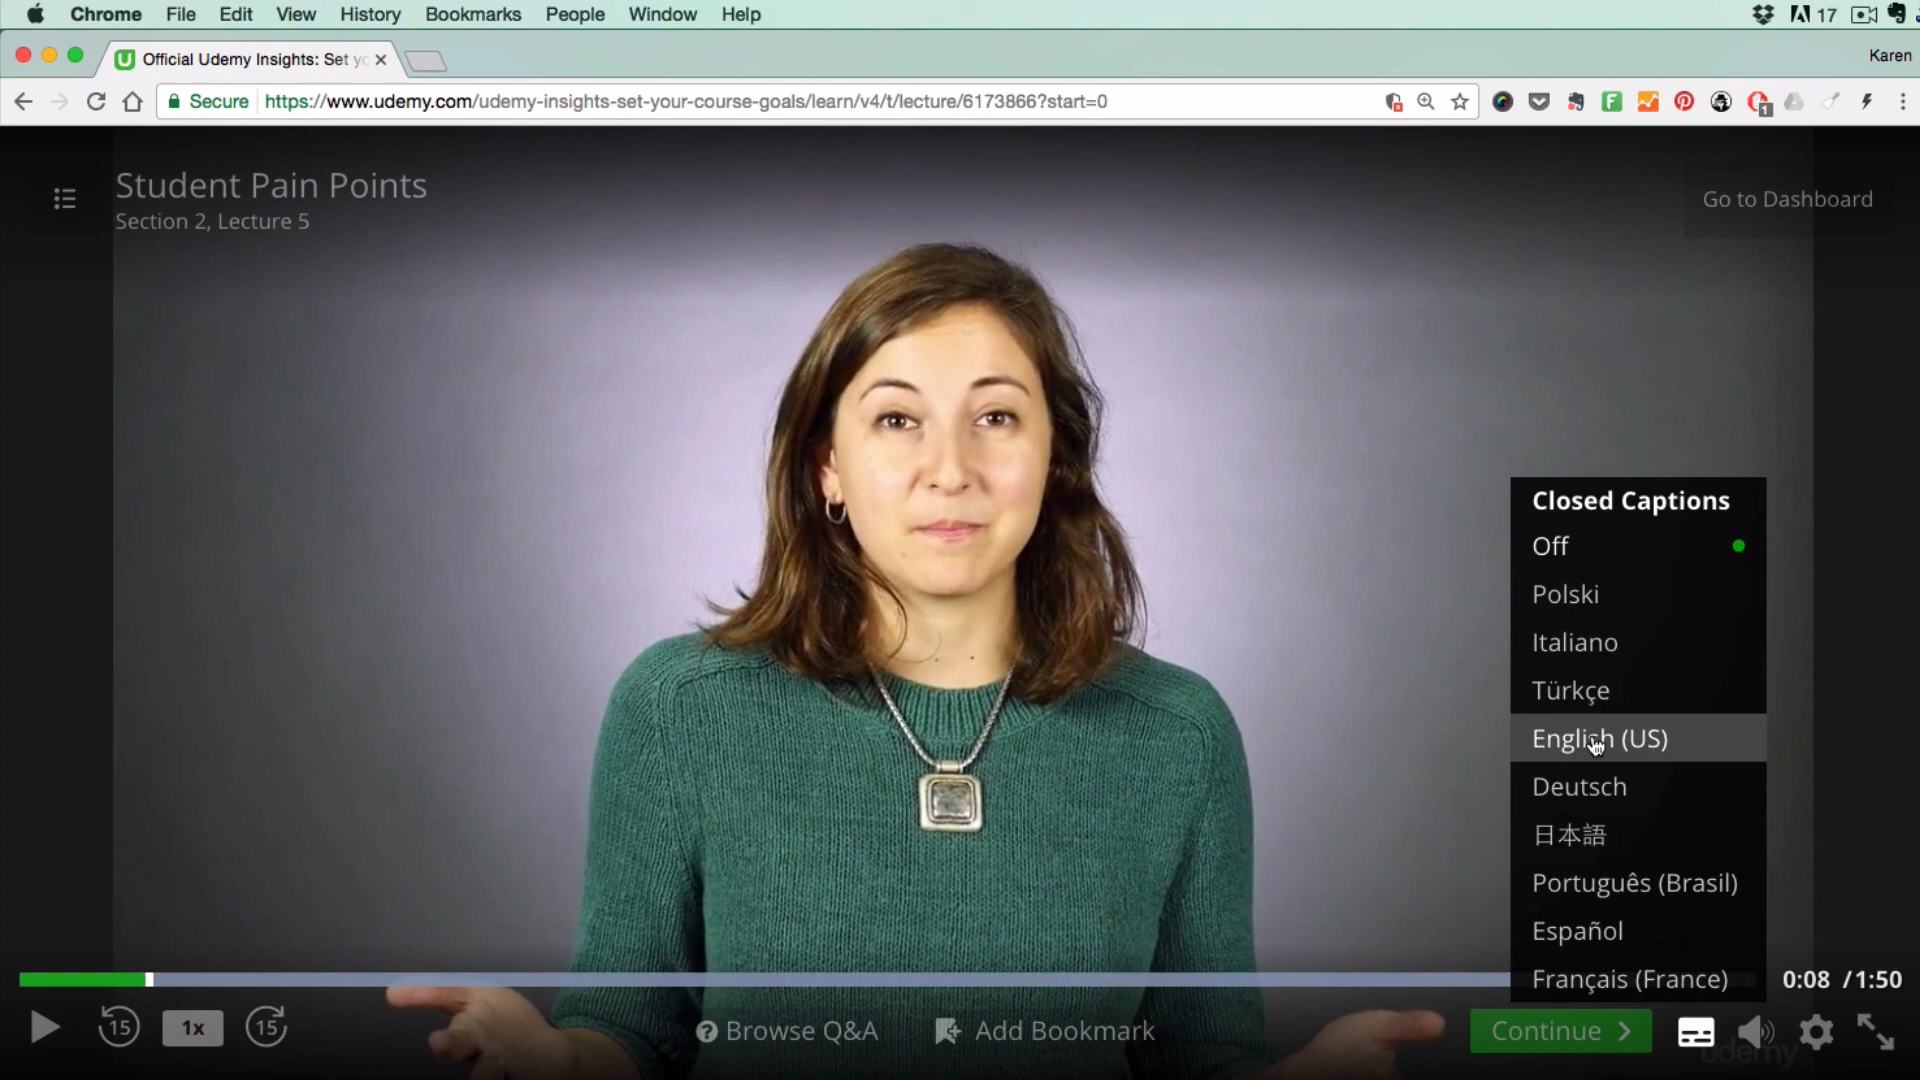 Chrome File Edit View History Bookmarks People Window Help 17
Official Udemy Insights: Set yo
Karen
Secure https://www.udemy.com/udemy-insights-set-your-course-goals/learn/v4/t/lecture/6173866?start=0
1
Student Pain Points
Section 2, Lecture 5
Go to Dashboard
Closed Captions
Off
Polski
Italiano
Türkçe
English (US)
Deutsch
日本語
Português (Brasil)
Español
Français (France)
0:08 / 1:50
15 1x 15 Browse Q&A Add Bookmark Continue
udemy